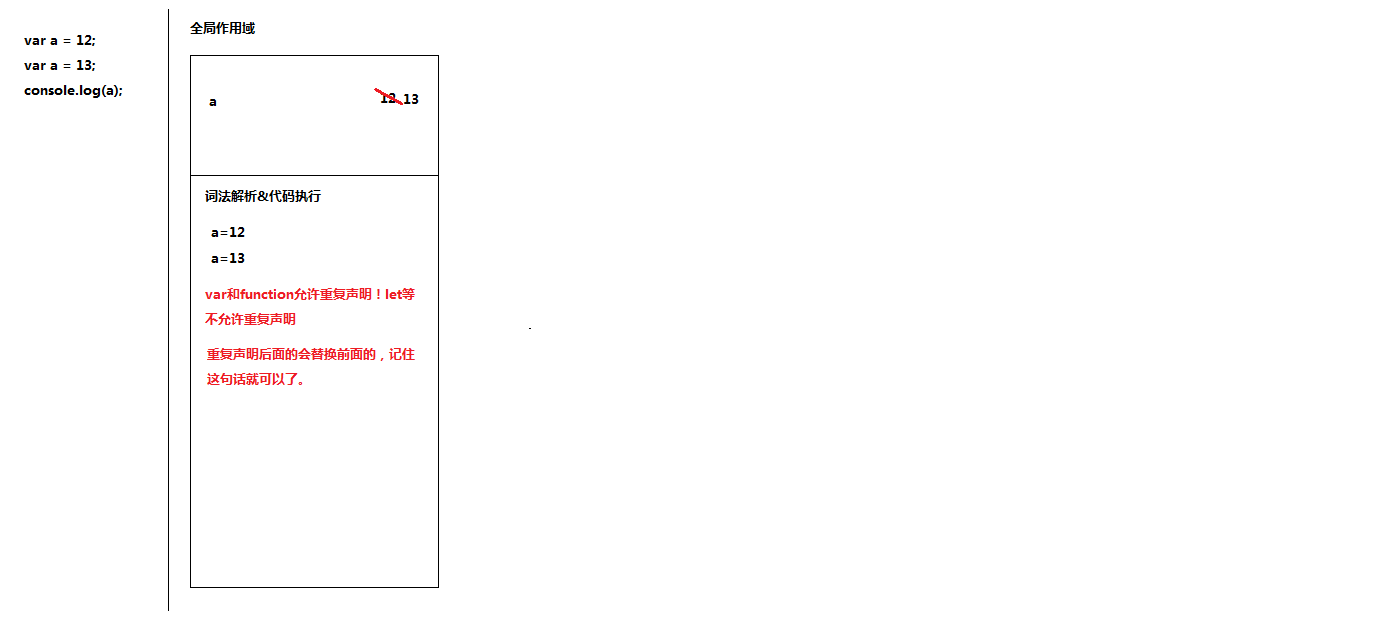 var a = 12;
var a = 13;
console.log(a);
全局作用域
a
12 13
词法解析&代码执行
a=12
a=13
var和function允许重复声明！let等
不允许重复声明
重复声明后面的会替换前面的，记住
这句话就可以了。